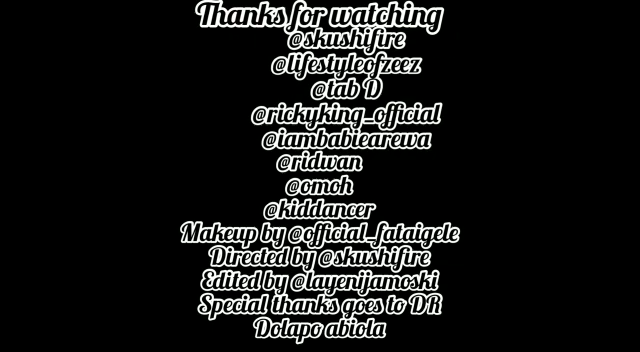 Thanks for watching
@skushifire
@lifestyleofzeez
@tab D
@rickyking_official
@iambabiearewa
@ridwan
@omoh
@kiddancer
Makeup by @official_fataigele
Directed by @skushifire
Edited by @layenijamoski
Special thanks goes to DR
Dolapo abiola